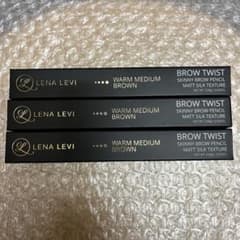 LENA LEVI
WARM MEDIUM
BROWN
BROW TWIST
SKINNY BROW PENCIL
MATT SILK TEXTURE
LENA LEVI
WARM MEDIUM
BROWN
BROW TWIST
SKINNY BROW PENCIL
MATT SILK TEXTURE
LENA LEVI
WARM MEDIUM
BROWN
BROW TWIST
SKINNY BROW PENCIL
MATT SILK TEXTURE